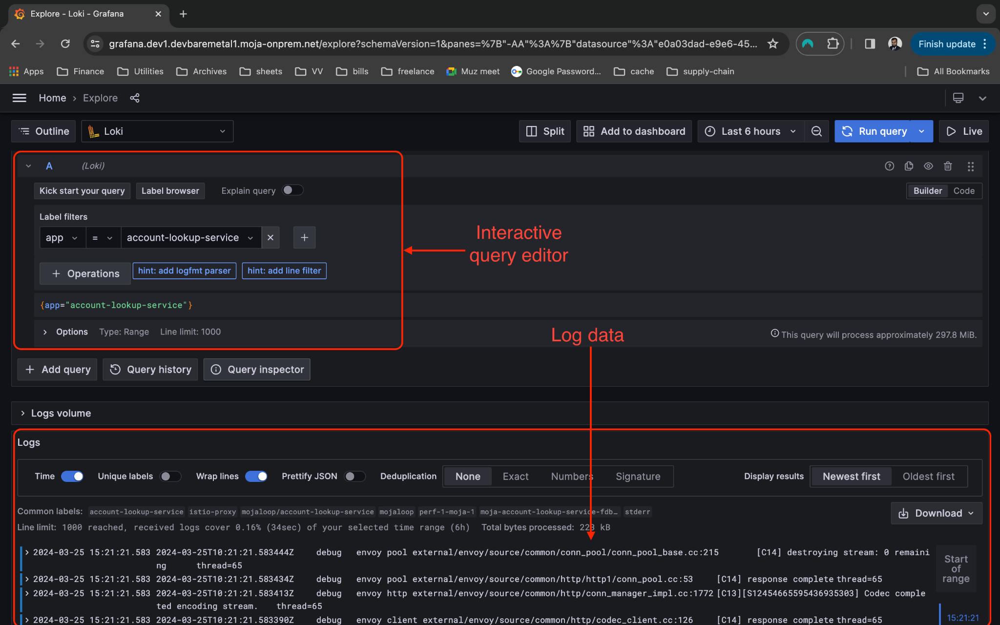 Explore - Loki - Grafana
grafana.dev1.devbaremetal1.moja-onprem.net/explore?schemaVersion=1&panes=%7B"-AA"%3A%7B"datasource"%3A"e0a03dad-e9e6-45...
Finish update
Apps Finance Utilities Archives sheets VV bills freelance Muz meet Google Password... cache supply-chain All Bookmarks
Home › Explore
Outline Loki Split Add to dashboard Last 6 hours Run query Live
A (Loki)
Kick start your query Label browser Explain query Builder Code
Label filters
app = account-lookup-service
Interactive
query editor
+ Operations hint: add logfmt parser hint: add line filter
{app="account-lookup-service"}
Options Type: Range Line limit: 1000
This query will process approximately 297.8 MiB.
Log data
+ Add query Query history Query inspector
Logs volume
Logs
Time Unique labels Wrap lines Prettify JSON Deduplication None Exact Numbers Signature Display results Newest first Oldest first
Common labels: account-lookup-service istio-proxy mojaloop/account-lookup-service mojaloop perf-1-moja-1 moja-account-lookup-service-fdb… stderr
Download
Line limit: 1000 reached, received logs cover 0.16% (34sec) of your selected time range (6h) Total bytes processed: 223 kB
2024-03-25 15:21:21.583 2024-03-25T10:21:21.583444Z debug envoy pool external/envoy/source/common/conn_pool/conn_pool_base.cc:215 [C14] destroying stream: 0 remaini
ng thread=65
2024-03-25 15:21:21.583 2024-03-25T10:21:21.583434Z debug envoy pool external/envoy/source/common/http/http1/conn_pool.cc:53 [C14] response complete thread=65
2024-03-25 15:21:21.583 2024-03-25T10:21:21.583413Z debug envoy http external/envoy/source/common/http/conn_manager_impl.cc:1772 [C13][S12454665595436935303] Codec comple
ted encoding stream. thread=65
2024-03-25 15:21:21.583 2024-03-25T10:21:21.583390Z debug envoy client external/envoy/source/common/http/codec_client.cc:126 [C14] response complete thread=65
Start
of
range
15:21:21